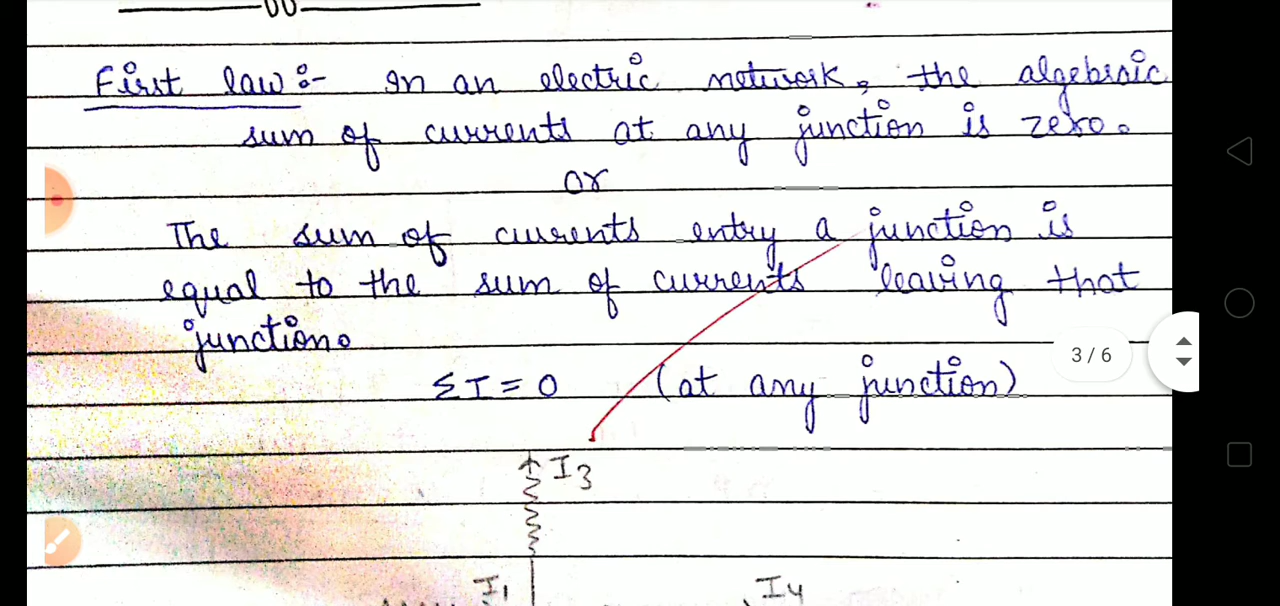 First law :- In an electric network, the algebraic
sum of currents at any junction is zero.
or
The sum of currents entry a junction is
equal to the sum of currents leaving that
junction.
ΣI = 0 (at any junction)
3 / 6
I3
I1 I4